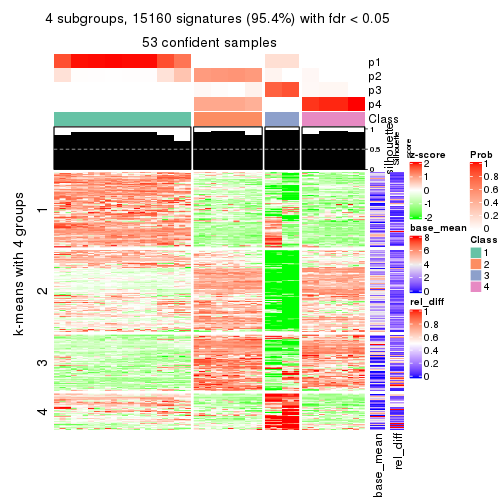 4 subgroups, 15160 signatures (95.4%) with fdr < 0.05
53 confident samples
p1
p2
p3
p4
Class
1
0.5
0
silhouette
Silhouette
score
k-means with 4 groups
1
2
3
4
base_mean
rel_diff
z-score
2
1
0
-1
-2
base_mean
8
6
4
2
0
rel_diff
1
0.8
0.6
0.4
0.2
0
Prob
1
0.8
0.6
0.4
0.2
0
Class
1
2
3
4